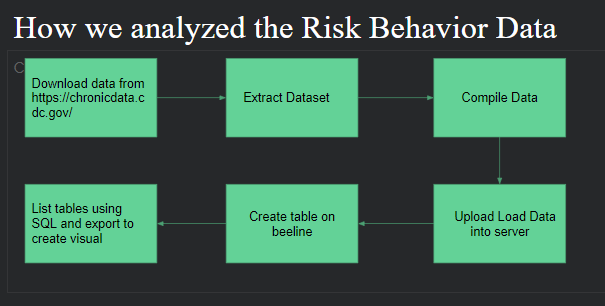 How we analyzed the Risk Behavior Data
C
Download data from
https://chronicdata.c
dc.gov/
Extract Dataset
Compile Data
Upload Load Data
into server
Create table on
beeline
List tables using
SQL and export to
create visual